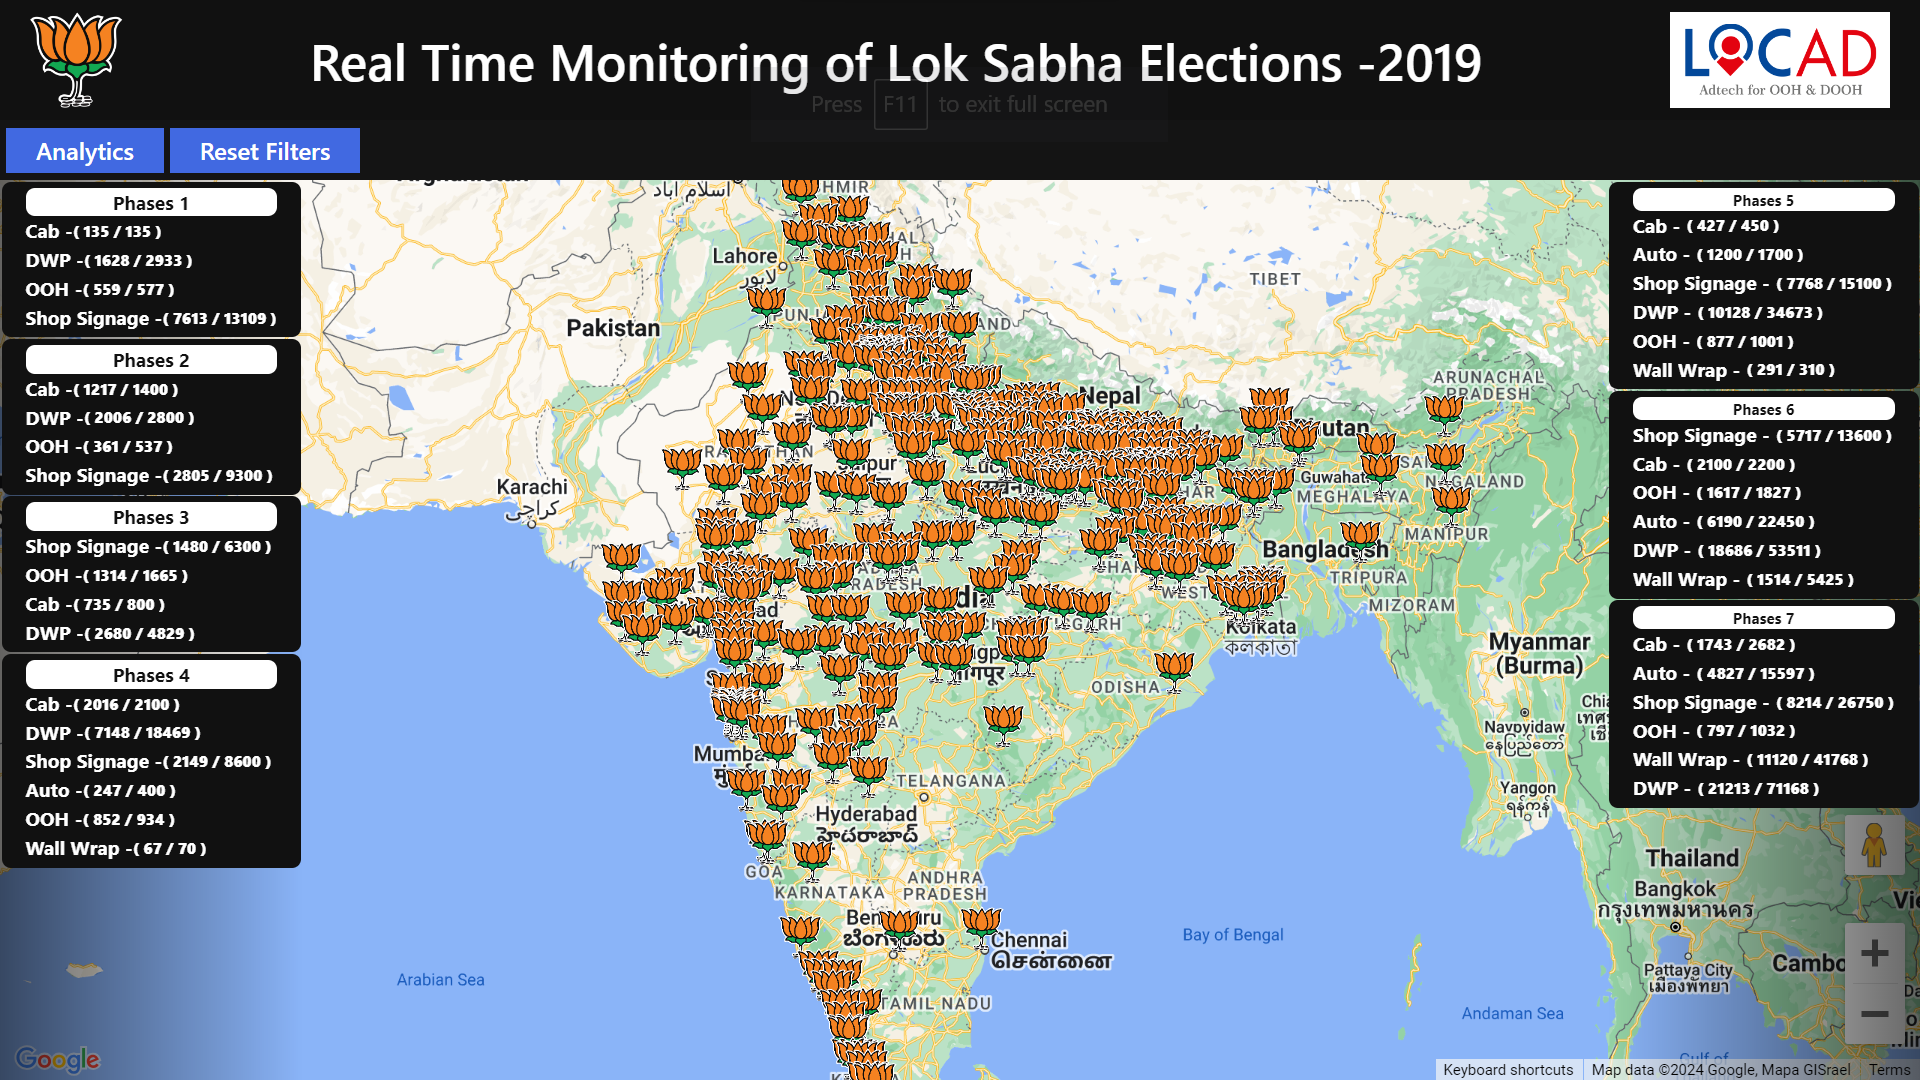 Real Time Monitoring of Lok Sabha Elections -2019
LOCAD
Adtech for OOH & DOOH
Press F11 to exit full screen
Analytics
Reset Filters
Phases 1
Cab -( 135 / 135 )
DWP -( 1628 / 2933 )
OOH -( 559 / 577 )
Shop Signage -( 7613 / 13109 )
Phases 2
Cab -( 1217 / 1400 )
DWP -( 2006 / 2800 )
OOH -( 361 / 537 )
Shop Signage -( 2805 / 9300 )
Phases 3
Shop Signage -( 1480 / 6300 )
OOH -( 1314 / 1665 )
Cab -( 735 / 800 )
DWP -( 2680 / 4829 )
Phases 4
Cab -( 2016 / 2100 )
DWP -( 7148 / 18469 )
Shop Signage -( 2149 / 8600 )
Auto -( 247 / 400 )
OOH -( 852 / 934 )
Wall Wrap -( 67 / 70 )
Phases 5
Cab - ( 427 / 450 )
Auto - ( 1200 / 1700 )
Shop Signage - ( 7768 / 15100 )
DWP - ( 10128 / 34673 )
OOH - ( 877 / 1001 )
Wall Wrap - ( 291 / 310 )
Phases 6
Shop Signage - ( 5717 / 13600 )
Cab - ( 2100 / 2200 )
OOH - ( 1617 / 1827 )
Auto - ( 6190 / 22450 )
DWP - ( 18686 / 53511 )
Wall Wrap - ( 1514 / 5425 )
Phases 7
Cab - ( 1743 / 2682 )
Auto - ( 4827 / 15597 )
Shop Signage - ( 8214 / 26750 )
OOH - ( 797 / 1032 )
Wall Wrap - ( 11120 / 41768 )
DWP - ( 21213 / 71168 )
اسلام آباد
Lahore
لاہور
TIBET
Pakistan
Nepal
ARUNACHAL
PRADESH
Karachi
کراچی
Guwahati
MEGHALAYA
NAGALAND
MANIPUR
Bangladesh
TRIPURA
MIZORAM
WEST
Kolkata
কলকাতা
ODISHA
Myanmar
(Burma)
Naypyidaw
နေပြည်တော်
Yangon
ရန်ကုန်
TELANGANA
Hyderabad
హైదరాబాద్
GOA
KARNATAKA
ANDHRA
PRADESH
Chennai
சென்னை
TAMIL NADU
Bay of Bengal
Arabian Sea
Andaman Sea
Thailand
Bangkok
กรุงเทพมหานคร
Pattaya City
เมืองพัทยา
Gulf of
Google
Keyboard shortcuts
Map data ©2024 Google, Mapa GISrael
Terms